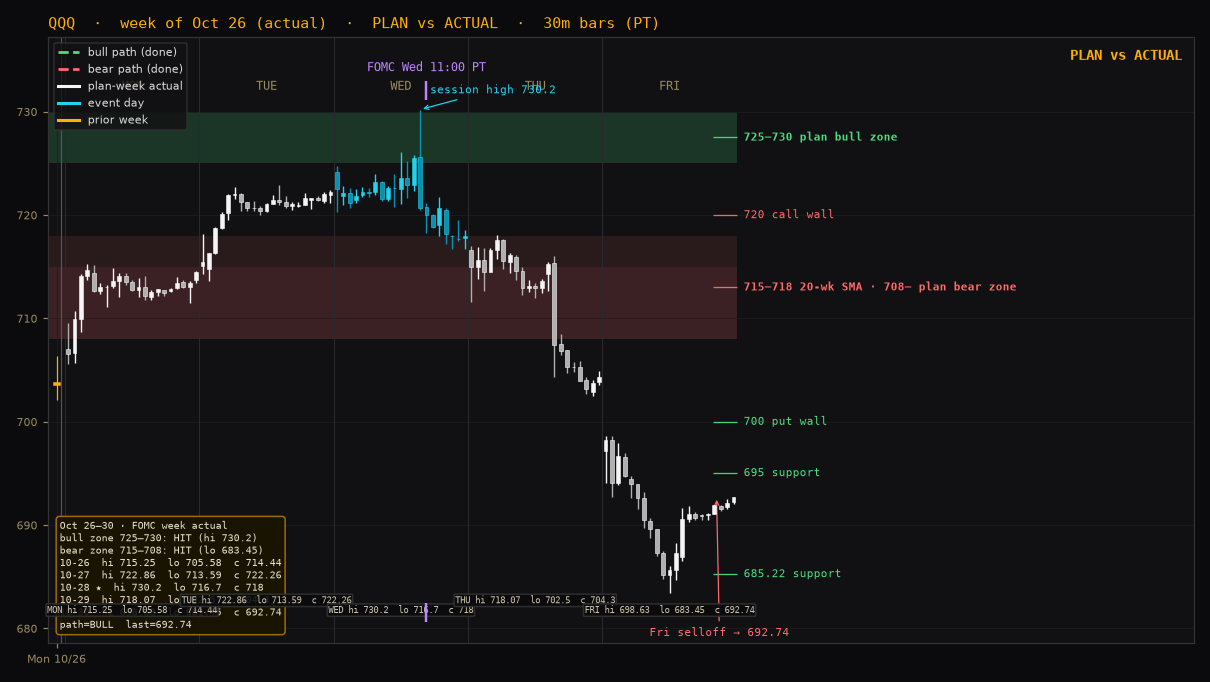 QQQ · week of Oct 26 (actual) · PLAN vs ACTUAL · 30m bars (PT)
PLAN vs ACTUAL
bull path (done)
bear path (done)
plan-week actual
event day
prior week
FOMC Wed 11:00 PT
TUE
WED
THU
FRI
session high 730.2
730
720
710
700
690
680
725–730 plan bull zone
720 call wall
715–718 20-wk SMA · 708– plan bear zone
700 put wall
695 support
685.22 support
Oct 26–30 · FOMC week actual
bull zone 725–730: HIT (hi 730.2)
bear zone 715–708: HIT (lo 683.45)
10-26 hi 715.25 lo 705.58 c 714.44
10-27 hi 722.86 lo 713.59 c 722.26
10-28 ★ hi 730.2 lo 716.7 c 718
10-29 hi 718.07 lo
c 692.74
path=BULL last=692.74
TUE hi 722.86 lo 713.59 c 722.26
THU hi 718.07 lo 702.5 c 704.3
MON hi 715.25 lo 705.58 c 714.44
WED hi 730.2 lo 716.7 c 718
FRI hi 698.63 lo 683.45 c 692.74
Fri selloff → 692.74
Mon 10/26